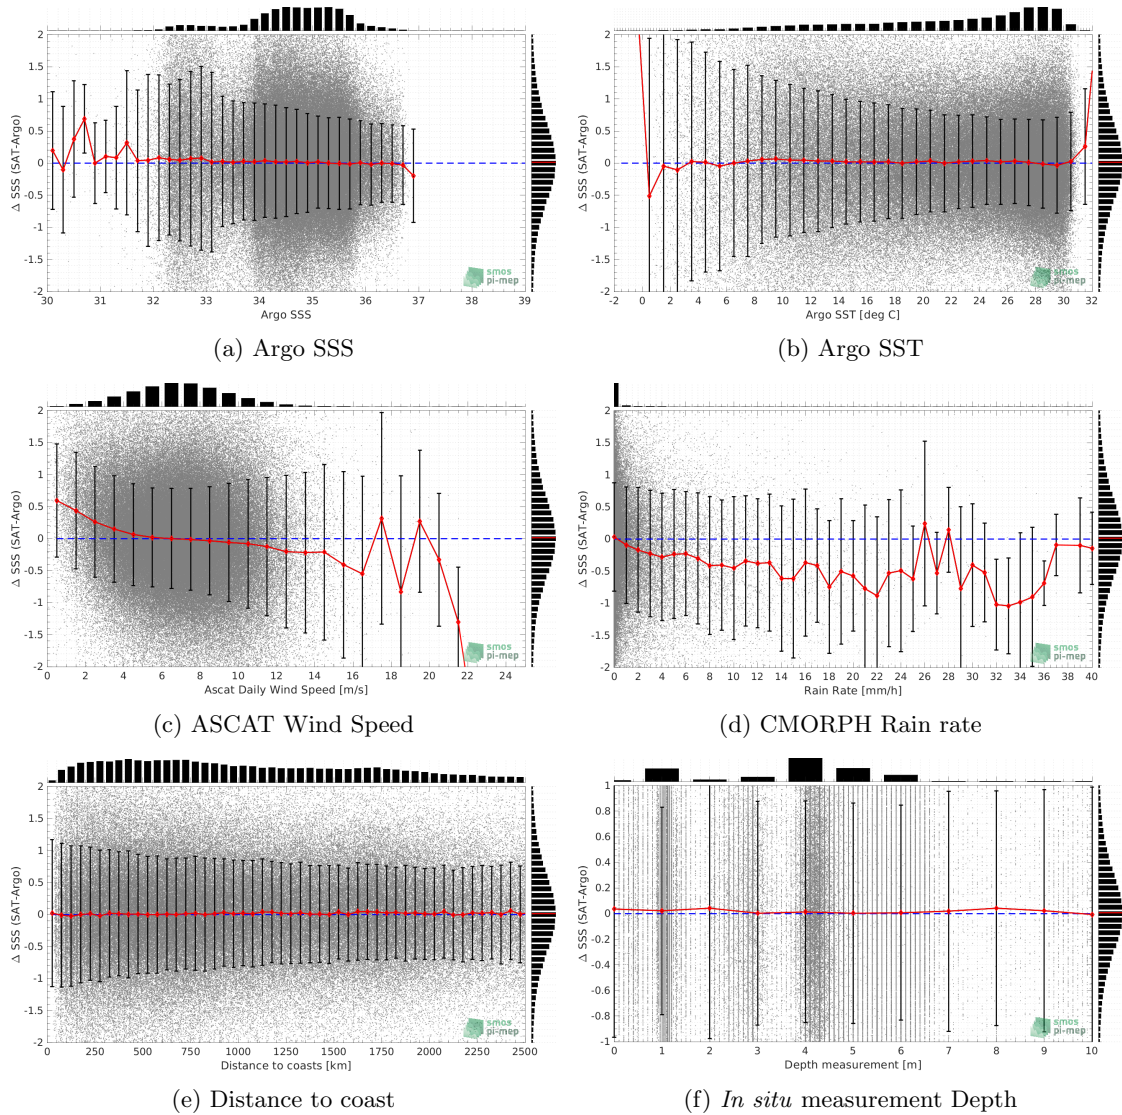 2
1.5
1
0.5
0
-0.5
-1
-1.5
-2
Δ SSS (SAT-Argo)
30 31 32 33 34 35 36 37 38 39
Argo SSS
smos
pi-mep
(a) Argo SSS
2
1.5
1
0.5
0
-0.5
-1
-1.5
-2
Δ SSS (SAT-Argo)
-2 0 2 4 6 8 10 12 14 16 18 20 22 24 26 28 30 32
Argo SST [deg C]
smos
pi-mep
(b) Argo SST
2
1.5
1
0.5
0
-0.5
-1
-1.5
-2
Δ SSS (SAT-Argo)
0 2 4 6 8 10 12 14 16 18 20 22 24
Ascat Daily Wind Speed [m/s]
smos
pi-mep
(c) ASCAT Wind Speed
2
1.5
1
0.5
0
-0.5
-1
-1.5
-2
Δ SSS (SAT-Argo)
0 2 4 6 8 10 12 14 16 18 20 22 24 26 28 30 32 34 36 38 40
Rain Rate [mm/h]
smos
pi-mep
(d) CMORPH Rain rate
2
1.5
1
0.5
0
-0.5
-1
-1.5
-2
Δ SSS (SAT-Argo)
0 250 500 750 1000 1250 1500 1750 2000 2250 2500
Distance to coasts [km]
smos
pi-mep
(e) Distance to coast
1
0.8
0.6
0.4
0.2
0
-0.2
-0.4
-0.6
-0.8
-1
Δ SSS (SAT-Argo)
0 1 2 3 4 5 6 7 8 9 10
Depth measurement [m]
smos
pi-mep
(f) In situ measurement Depth